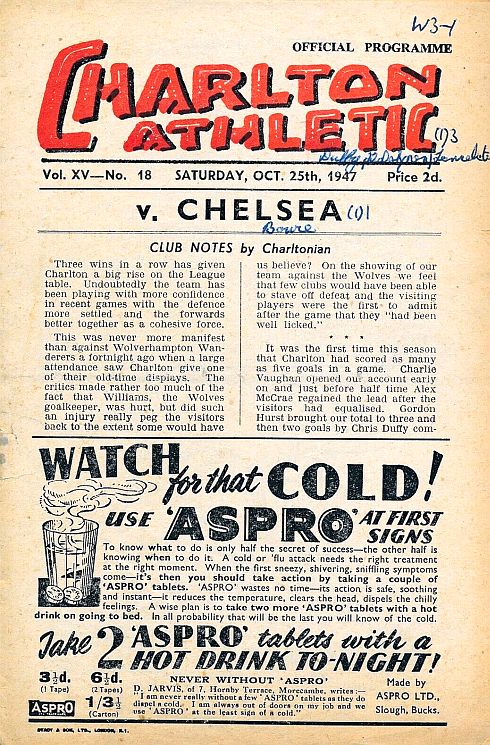 W3-1
OFFICIAL PROGRAMME
CHARLTON
ATHLETIC (1)3
Duffy
Vol. XV—No. 18 SATURDAY, OCT. 25th, 1947 Price 2d.
v. CHELSEA (1)1
Bowie
CLUB NOTES by Charltonian
Three wins in a row has given
Charlton a big rise on the League
table. Undoubtedly the team has
been playing with more confidence
in recent games with the defence
more settled and the forwards
better together as a cohesive force.
This was never more manifest
than against Wolverhampton Wan-
derers a fortnight ago when a large
attendance saw Charlton give one
of their old-time displays. The
critics made rather too much of the
fact that Williams, the Wolves
goalkeeper, was hurt, but did such
an injury really peg the visitors
back to the extent some would have
us believe? On the showing of our
team against the Wolves we feel
that few clubs would have been able
to stave off defeat and the visiting
players were the first to admit
after the game that they "had been
well licked."
* * *
It was the first time this season
that Charlton had scored as many
as five goals in a game. Charlie
Vaughan opened our account early
on and just before half time Alex
McCrae regained the lead after the
visitors had equalised. Gordon
Hurst brought our total to three and
then two goals by Chris Duffy com-
WATCH for that COLD!
USE 'ASPRO' AT FIRST
SIGNS
To know what to do is only half the secret of success—the other half is
knowing when to do it. A cold or 'flu attack needs the right treatment
at the right moment. When the first sneezy, shivering, sniffling symptoms
come—it's then you should take action by taking a couple of
'ASPRO' tablets. 'ASPRO' wastes no time—its action is safe, soothing
and instant—it reduces the temperature, clears the head, dispels the chilly
feelings. A wise plan is to take two more 'ASPRO' tablets with a hot
drink on going to bed. In all probability that will be the last you will know of the cold.
Take 2 'ASPRO' tablets with a
HOT DRINK TO-NIGHT!
3½d. 6½d.
(1 Tape) (2 Tapes)
ASPRO 1/3½
(Carton)
NEVER WITHOUT 'ASPRO'
D. JARVIS, of 7, Hornby Terrace, Morecambe, writes:—
"I am never really without a few 'ASPRO' tablets as they do
dispel a cold. I am always out of doors on my job and we
use 'ASPRO' at the least sign of a cold."
Made by
ASPRO LTD.,
Slough, Bucks.
& SON, LTD., LONDON, E.1.